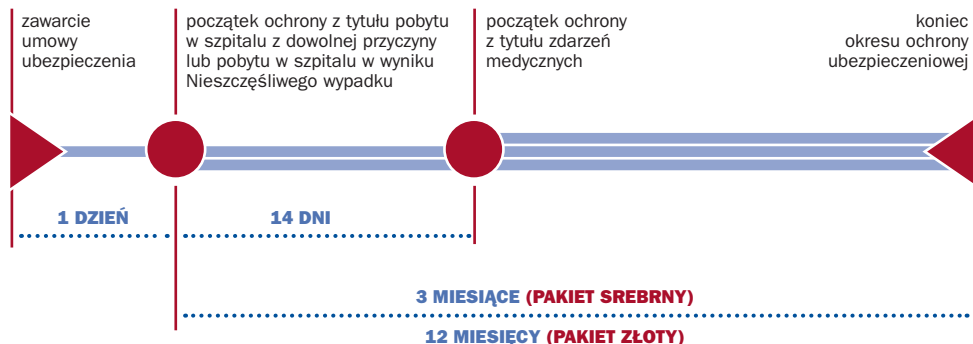 zawarcie
umowy
ubezpieczenia
początek ochrony z tytułu pobytu
w szpitalu z dowolnej przyczyny
lub pobytu w szpitalu w wyniku
Nieszczęśliwego wypadku
początek ochrony
z tytułu zdarzeń
medycznych
koniec
okresu ochrony
ubezpieczeniowej
1 DZIEŃ
14 DNI
3 MIESIĄCE (PAKIET SREBRNY)
12 MIESIĘCY (PAKIET ZŁOTY)